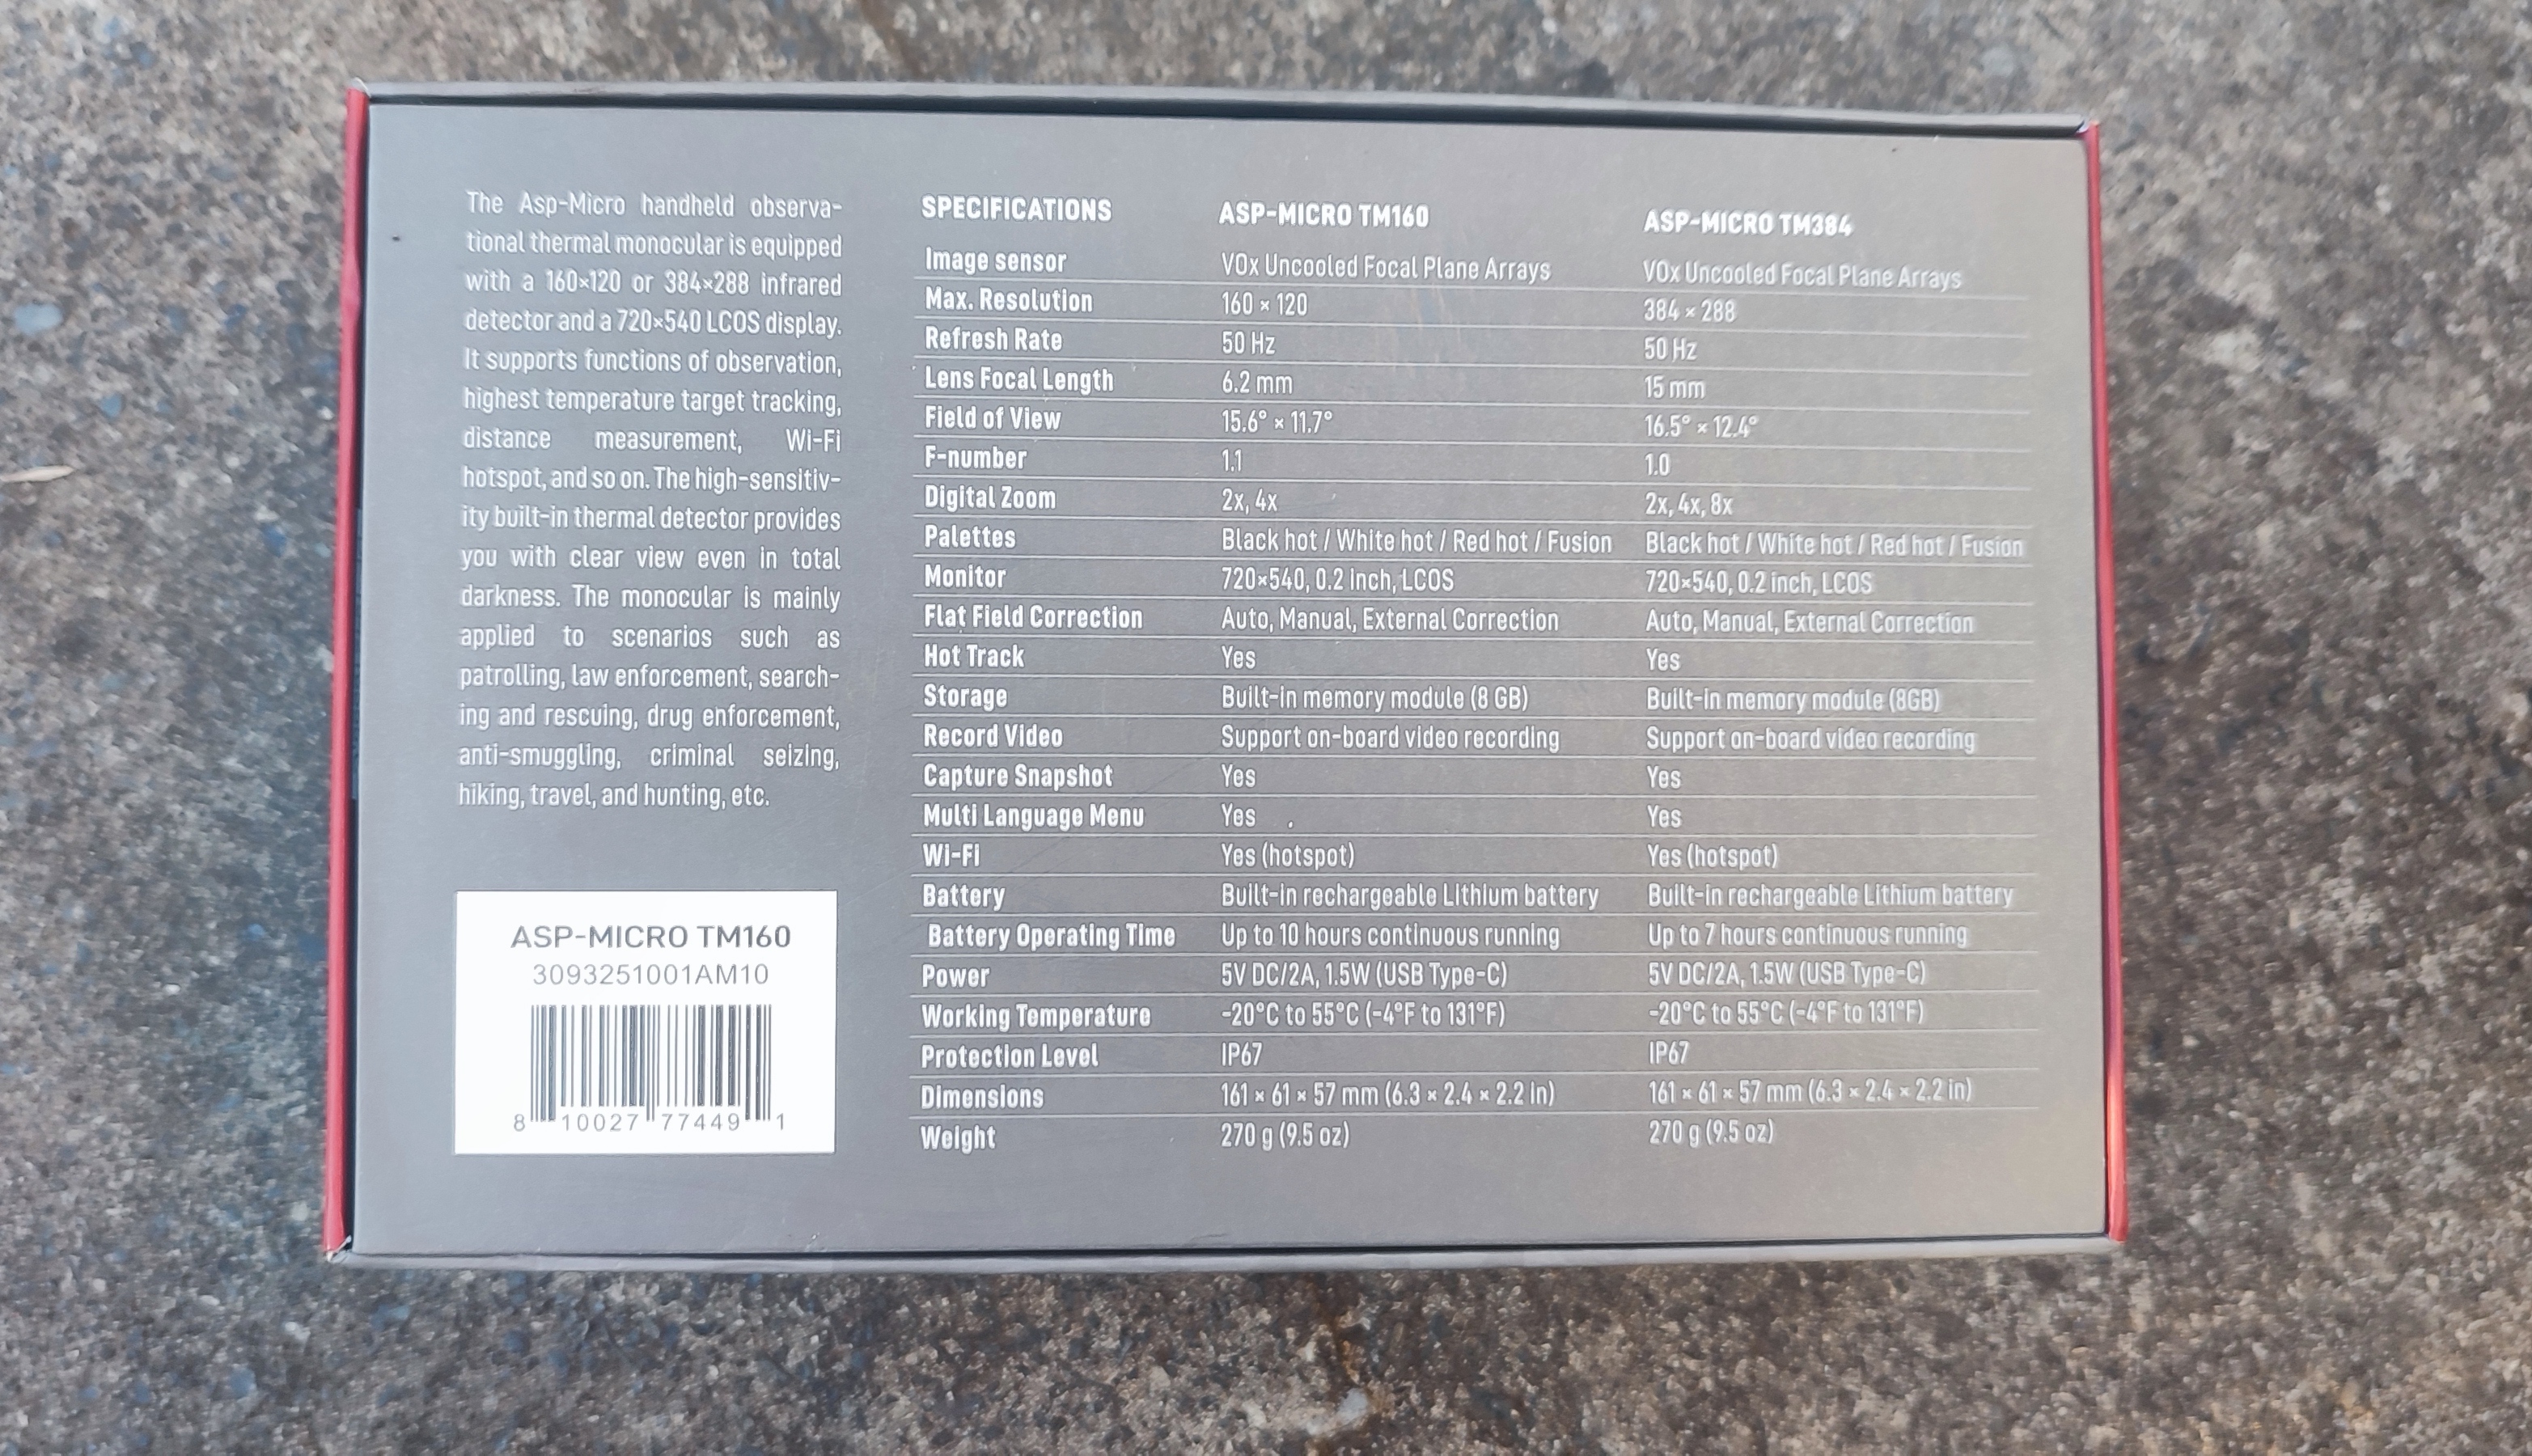 The Asp-Micro handheld observa-
tional thermal monocular is equipped
with a 160×120 or 384×288 infrared
detector and a 720×540 LCOS display.
It supports functions of observation,
highest temperature target tracking,
distance measurement, Wi-Fi
hotspot, and so on. The high-sensitiv-
ity built-in thermal detector provides
you with clear view even in total
darkness. The monocular is mainly
applied to scenarios such as
patrolling, law enforcement, search-
ing and rescuing, drug enforcement,
anti-smuggling, criminal seizing,
hiking, travel, and hunting, etc.
ASP-MICRO TM160
3093251001AM10
8 10027 77449 1
SPECIFICATIONS ASP-MICRO TM160 ASP-MICRO TM384
Image sensor VOx Uncooled Focal Plane Arrays VOx Uncooled Focal Plane Arrays
Max. Resolution 160 × 120 384 × 288
Refresh Rate 50 Hz 50 Hz
Lens Focal Length 6.2 mm 15 mm
Field of View 15.6° × 11.7° 16.5° × 12.4°
F-number 1.1 1.0
Digital Zoom 2x, 4x 2x, 4x, 8x
Palettes Black hot / White hot / Red hot / Fusion Black hot / White hot / Red hot / Fusion
Monitor 720×540, 0.2 inch, LCOS 720×540, 0.2 inch, LCOS
Flat Field Correction Auto, Manual, External Correction Auto, Manual, External Correction
Hot Track Yes Yes
Storage Built-in memory module (8 GB) Built-in memory module (8GB)
Record Video Support on-board video recording Support on-board video recording
Capture Snapshot Yes Yes
Multi Language Menu Yes Yes
Wi-Fi Yes (hotspot) Yes (hotspot)
Battery Built-in rechargeable Lithium battery Built-in rechargeable Lithium battery
Battery Operating Time Up to 10 hours continuous running Up to 7 hours continuous running
Power 5V DC/2A, 1.5W (USB Type-C) 5V DC/2A, 1.5W (USB Type-C)
Working Temperature -20°C to 55°C (-4°F to 131°F) -20°C to 55°C (-4°F to 131°F)
Protection Level IP67 IP67
Dimensions 161 × 61 × 57 mm (6.3 × 2.4 × 2.2 in) 161 × 61 × 57 mm (6.3 × 2.4 × 2.2 in)
Weight 270 g (9.5 oz) 270 g (9.5 oz)